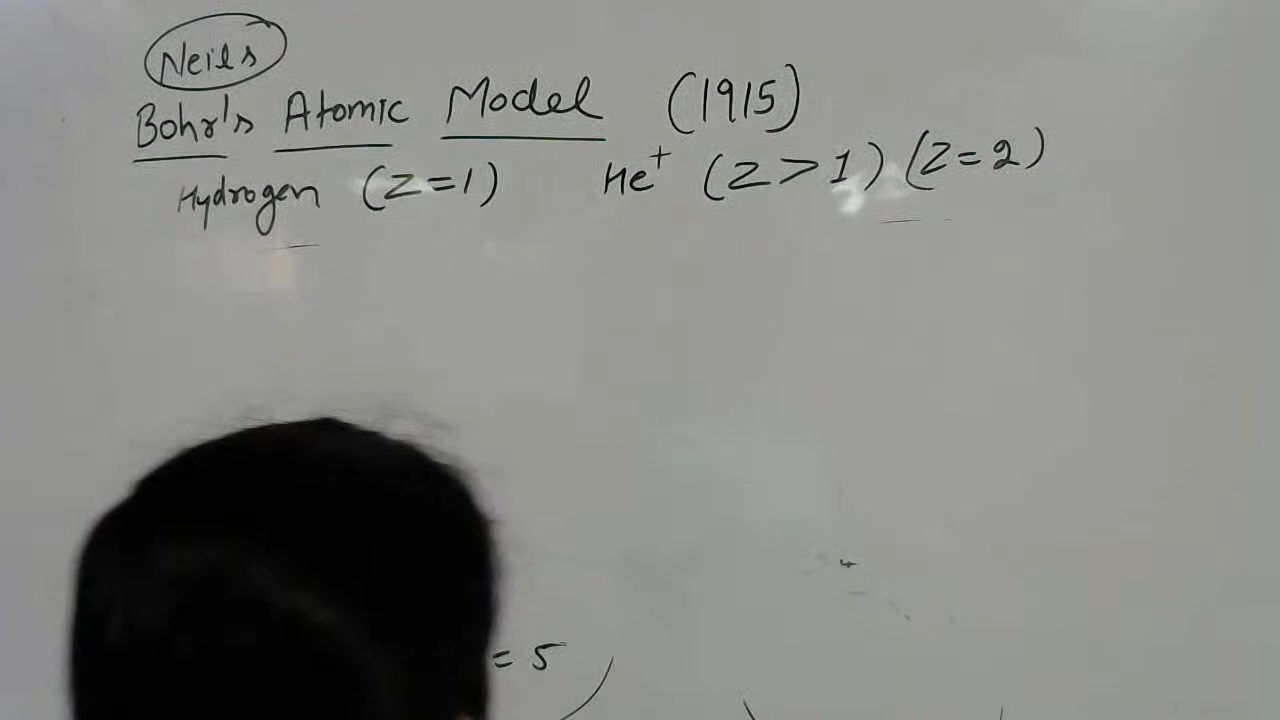 Neils
Bohr's Atomic Model (1915)
Hydrogen (Z=1) He⁺ (Z>1) (Z=2)
= 5